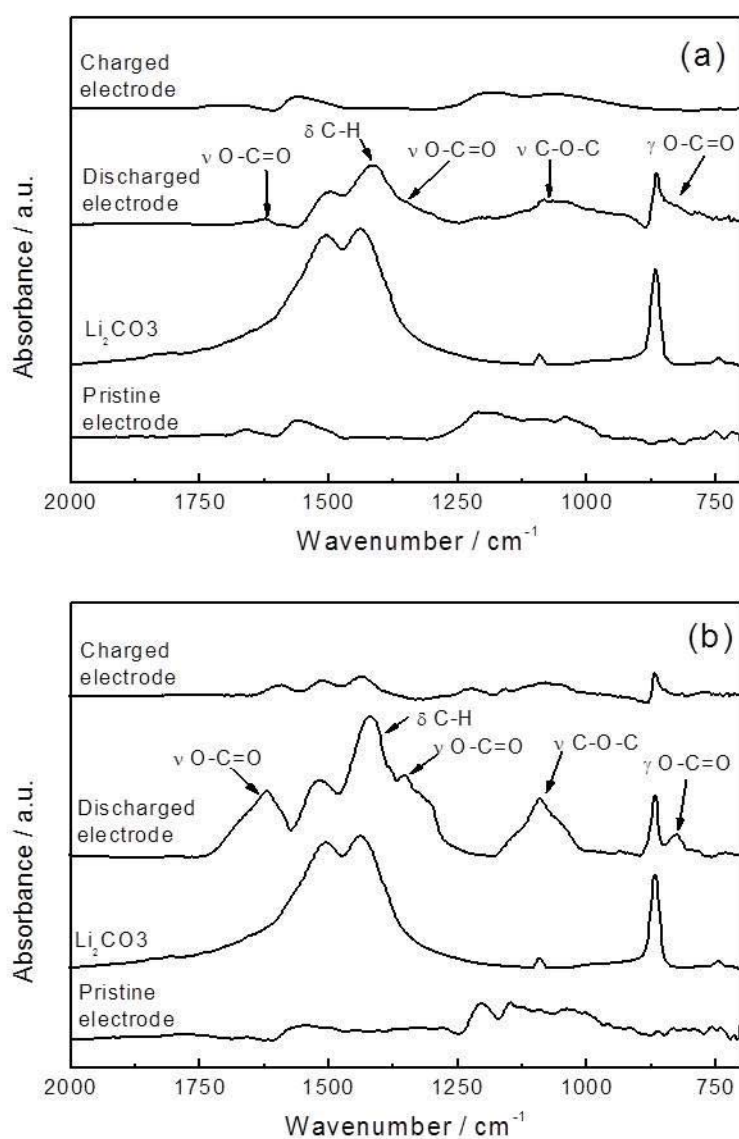 (a)
Charged
electrode
δ C-H
ν O-C=O
ν O-C=O
ν C-O-C
γ O-C=O
Discharged
electrode
Li₂CO3
Pristine
electrode
Absorbance / a.u.
2000 1750 1500 1250 1000 750
Wavenumber / cm⁻¹
(b)
Charged
electrode
δ C-H
ν O-C=O
ν O-C=O
ν C-O-C
γ O-C=O
Discharged
electrode
Li₂CO3
Pristine
electrode
Absorbance / a.u.
2000 1750 1500 1250 1000 750
Wavenumber / cm⁻¹